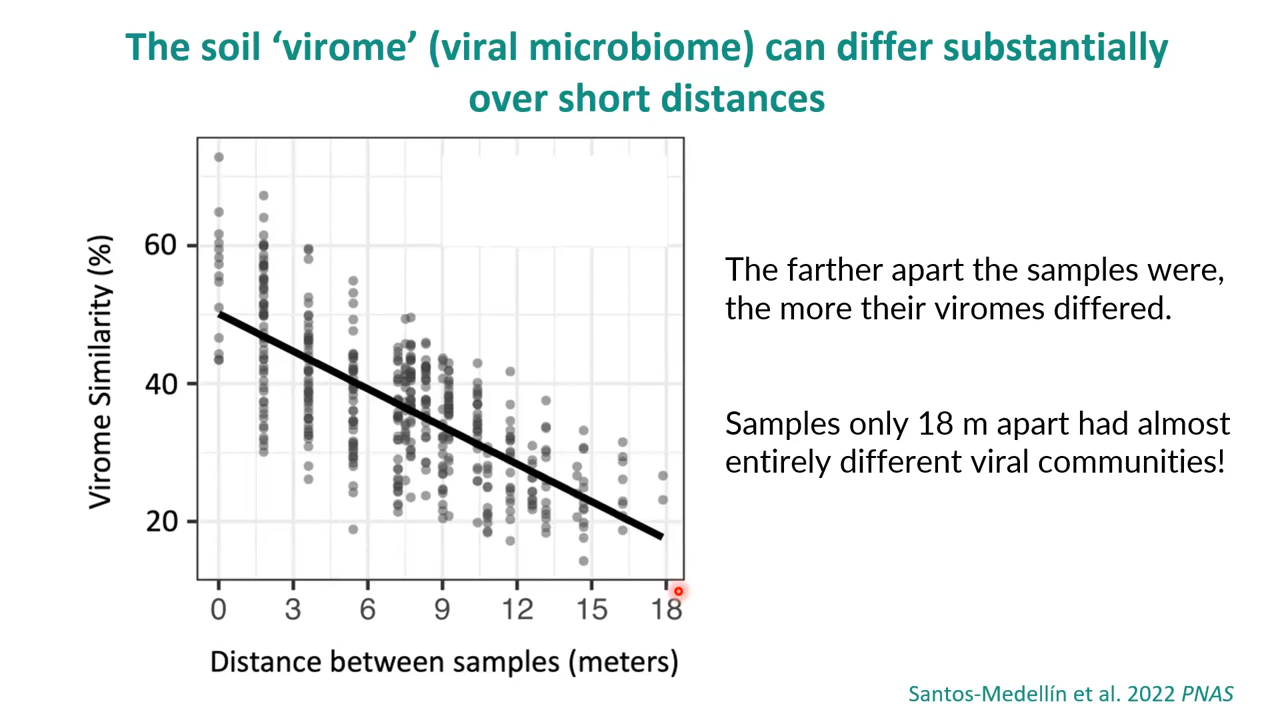 The soil ‘virome’ (viral microbiome) can differ substantially
over short distances
Virome Similarity (%)
60
40
20
0 3 6 9 12 15 18
Distance between samples (meters)
The farther apart the samples were,
the more their viromes differed.
Samples only 18 m apart had almost
entirely different viral communities!
Santos-Medellín et al. 2022 PNAS